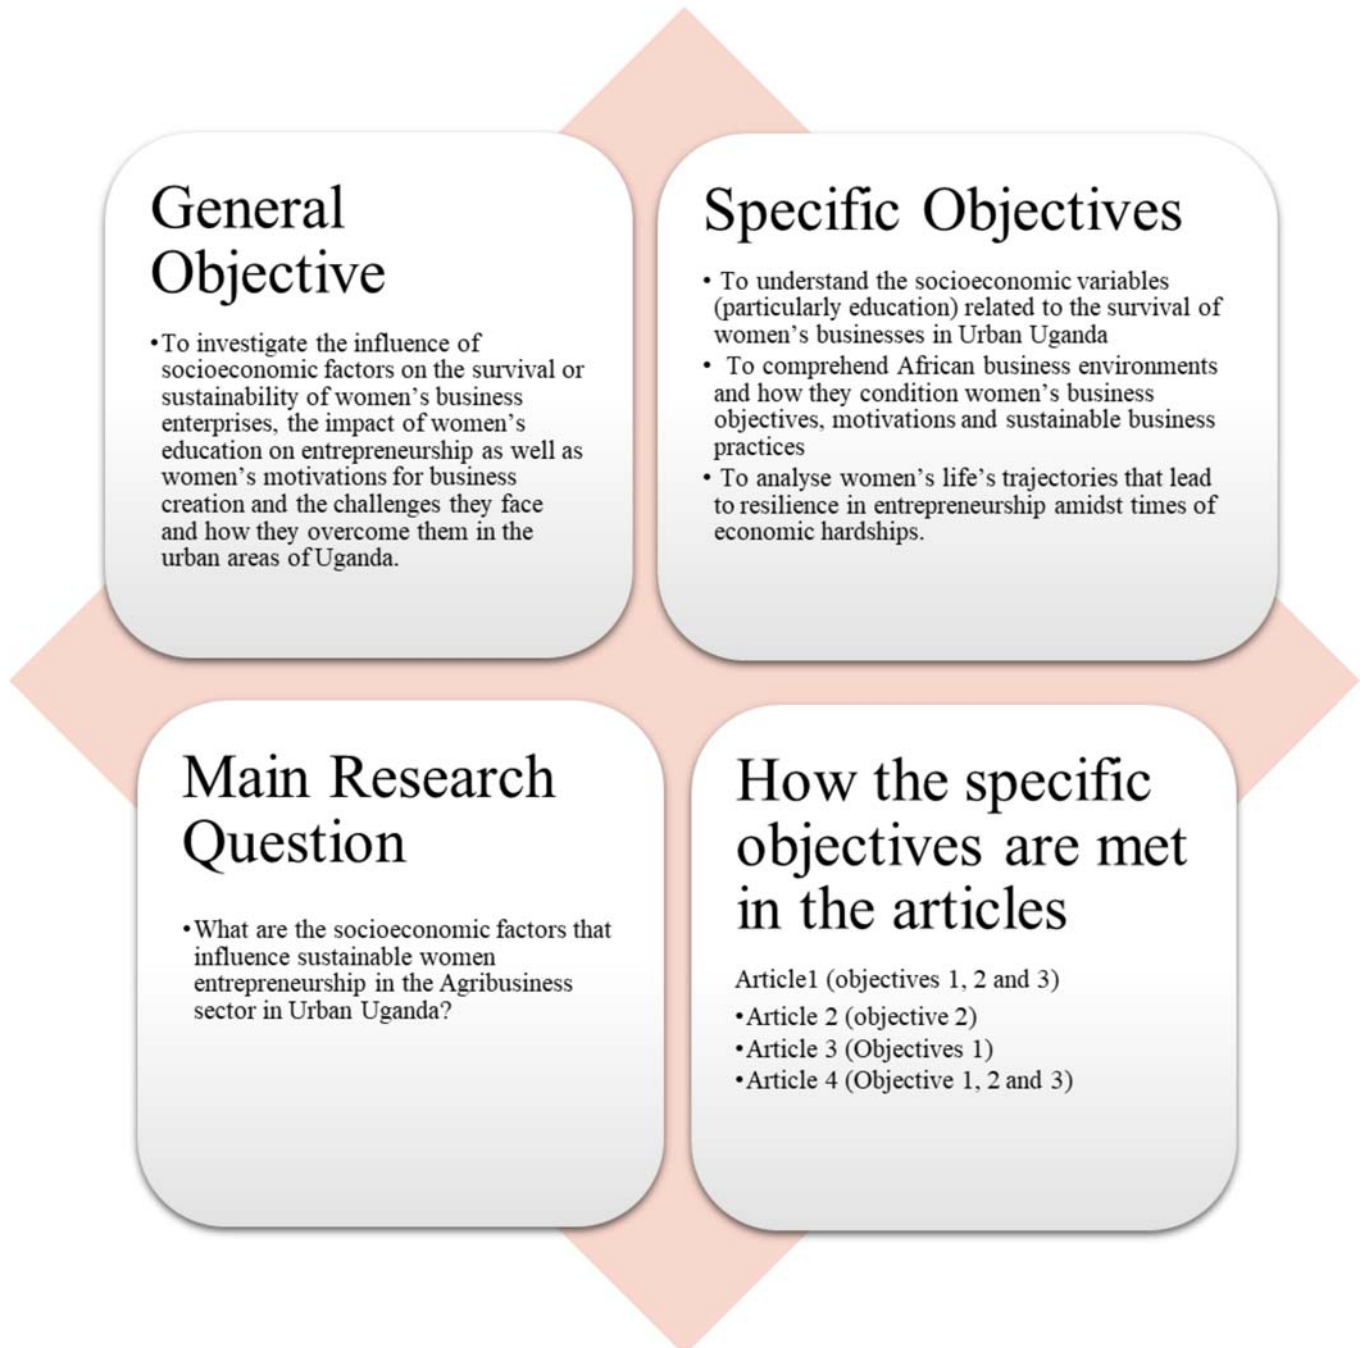 General
Objective
•To investigate the influence of
socioeconomic factors on the survival or
sustainability of women’s business
enterprises, the impact of women’s
education on entrepreneurship as well as
women’s motivations for business
creation and the challenges they face
and how they overcome them in the
urban areas of Uganda.
Specific Objectives
• To understand the socioeconomic variables
(particularly education) related to the survival of
women’s businesses in Urban Uganda
• To comprehend African business environments
and how they condition women’s business
objectives, motivations and sustainable business
practices
• To analyse women’s life’s trajectories that lead
to resilience in entrepreneurship amidst times of
economic hardships.
Main Research
Question
•What are the socioeconomic factors that
influence sustainable women
entrepreneurship in the Agribusiness
sector in Urban Uganda?
How the specific
objectives are met
in the articles
Article1 (objectives 1, 2 and 3)
•Article 2 (objective 2)
•Article 3 (Objectives 1)
•Article 4 (Objective 1, 2 and 3)